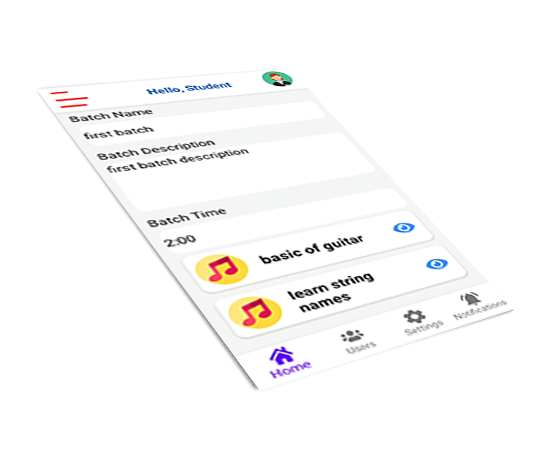 Hello, Student
Batch Name
first batch
Batch Description
first batch description
Batch Time
2:00
basic of guitar
learn string
names
Home
Users
Settings
Notifications